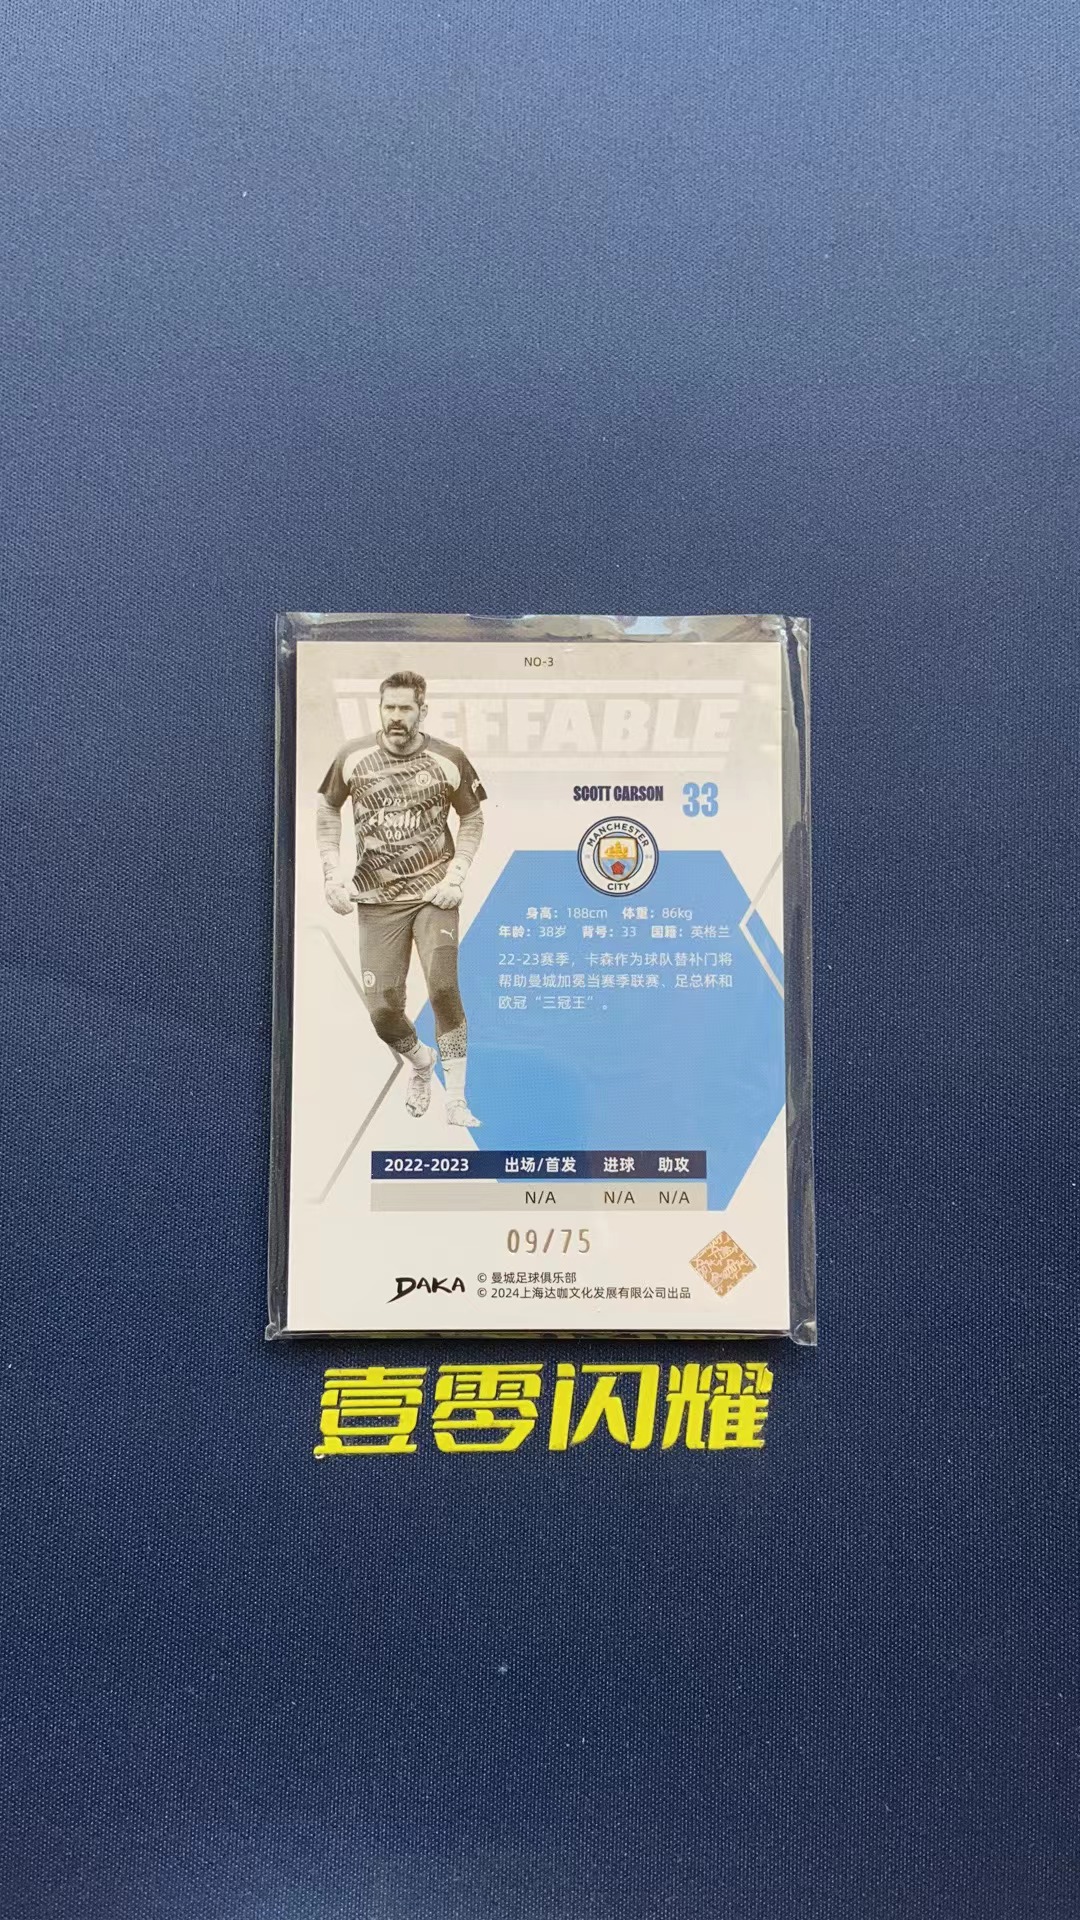 NO-3
INEFFABLE
SCOTT CARSON 33
MANCHESTER
CITY
身高：188cm 体重：86kg
年龄：38岁 背号：33 国籍：英格兰
22-23赛季，卡森作为球队替补门将
帮助曼城加冕当赛季联赛、足总杯和
欧冠“三冠王”。
2022-2023 出场/首发 进球 助攻
N/A N/A N/A
09/75
DAKA © 曼城足球俱乐部
© 2024上海达咖文化发展有限公司出品
壹零闪耀